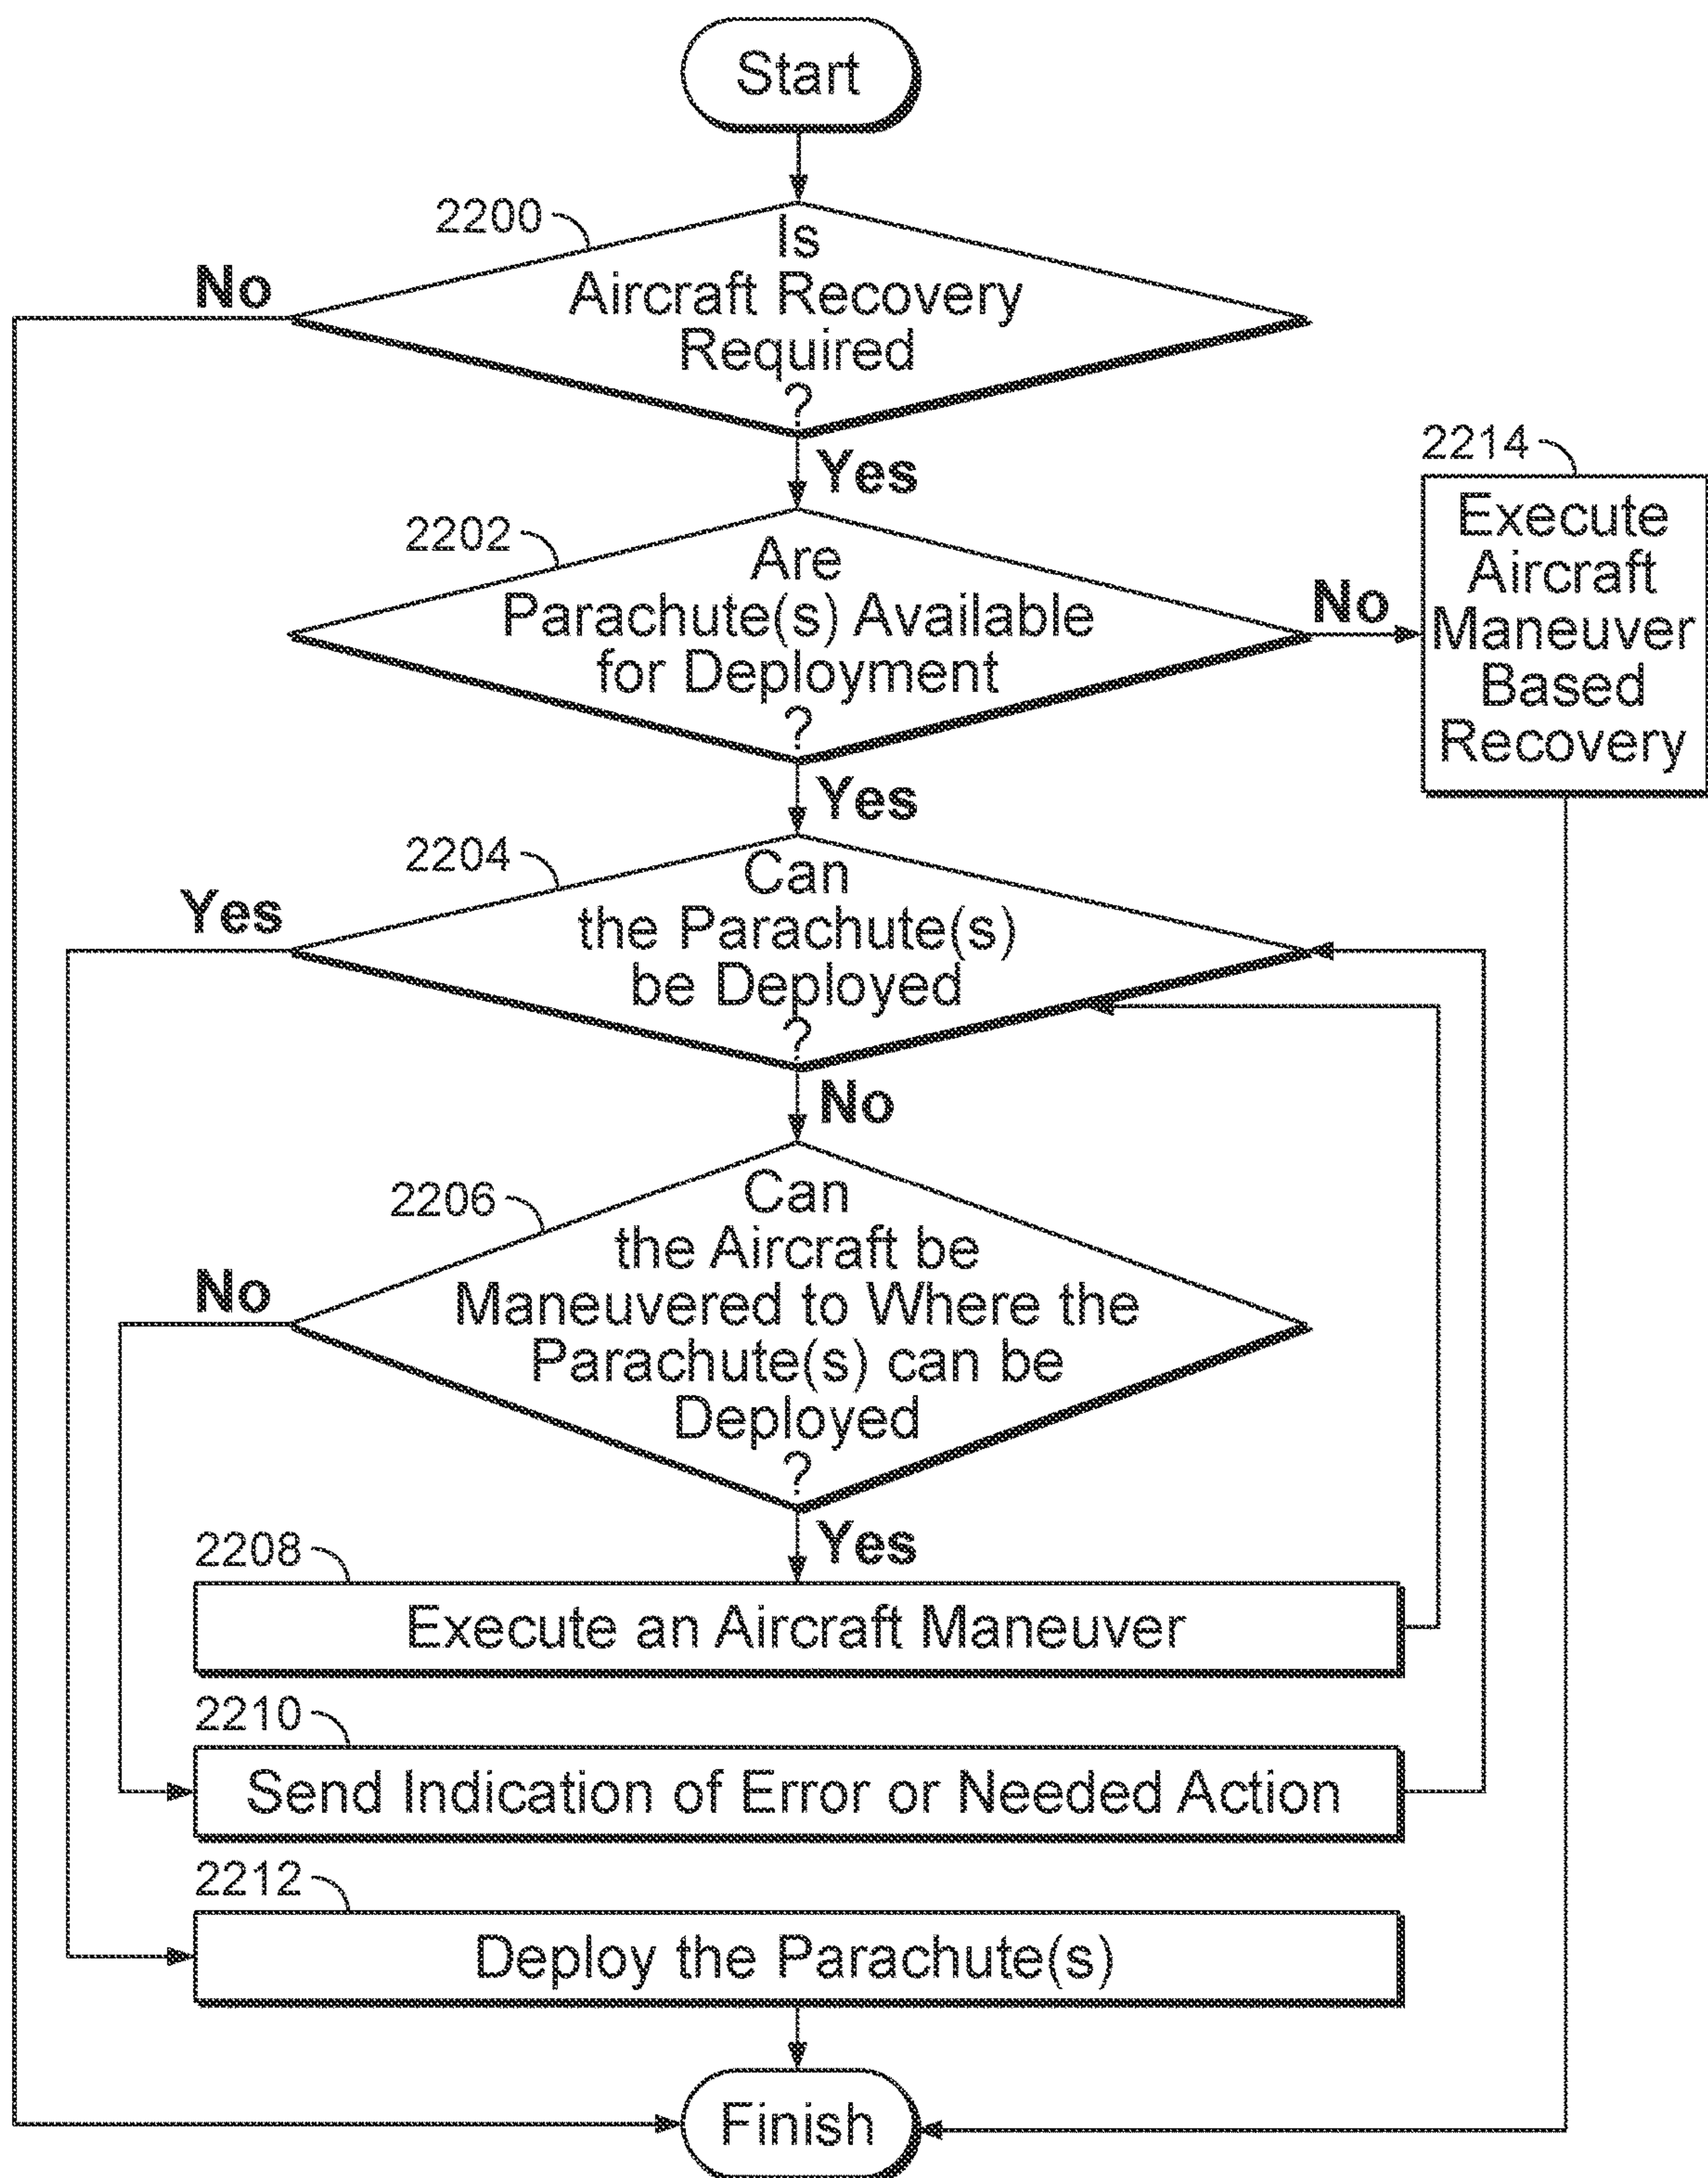 Start
2200
Is
Aircraft Recovery
Required
?
No
Yes
2202
Are
Parachute(s) Available
for Deployment
?
No
2214
Execute
Aircraft
Maneuver
Based
Recovery
Yes
2204
Can
the Parachute(s)
be Deployed
?
Yes
No
2206
Can
the Aircraft be
Maneuvered to Where the
Parachute(s) can be
Deployed
?
No
Yes
2208
Execute an Aircraft Maneuver
2210
Send Indication of Error or Needed Action
2212
Deploy the Parachute(s)
Finish